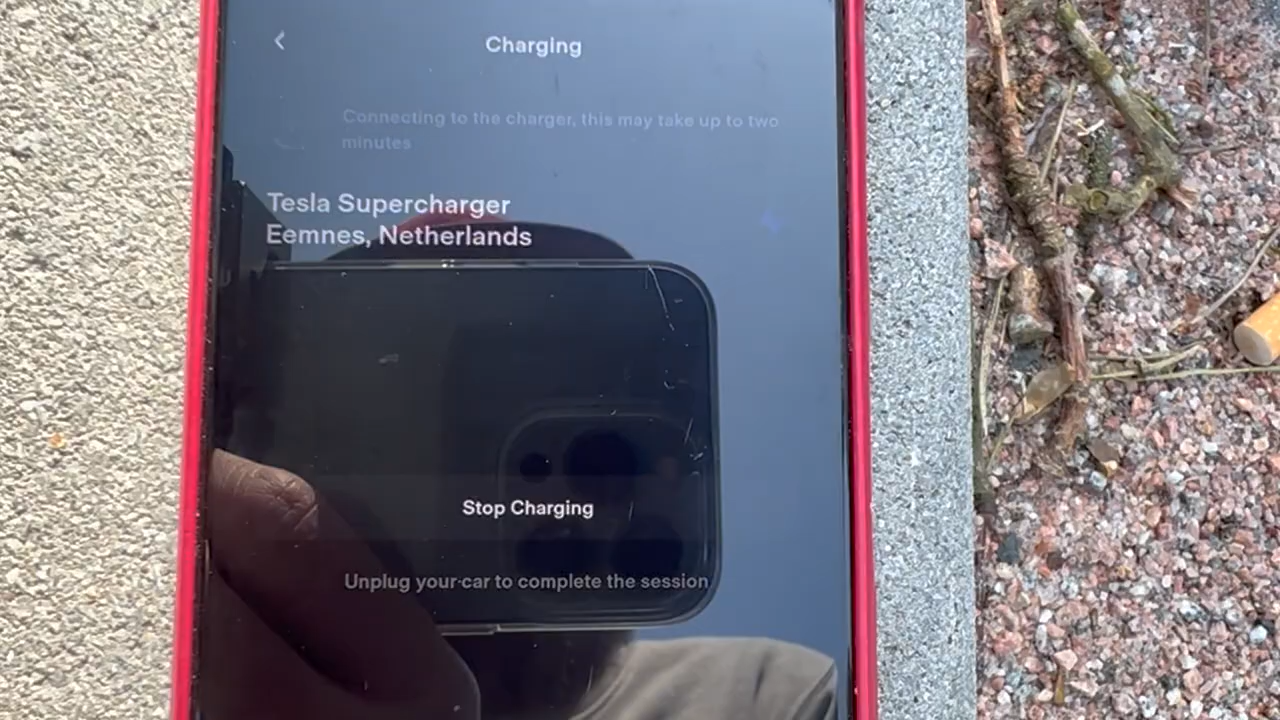 Charging
Connecting to the charger, this may take up to two
minutes
Tesla Supercharger
Eemnes, Netherlands
Stop Charging
Unplug your car to complete the session